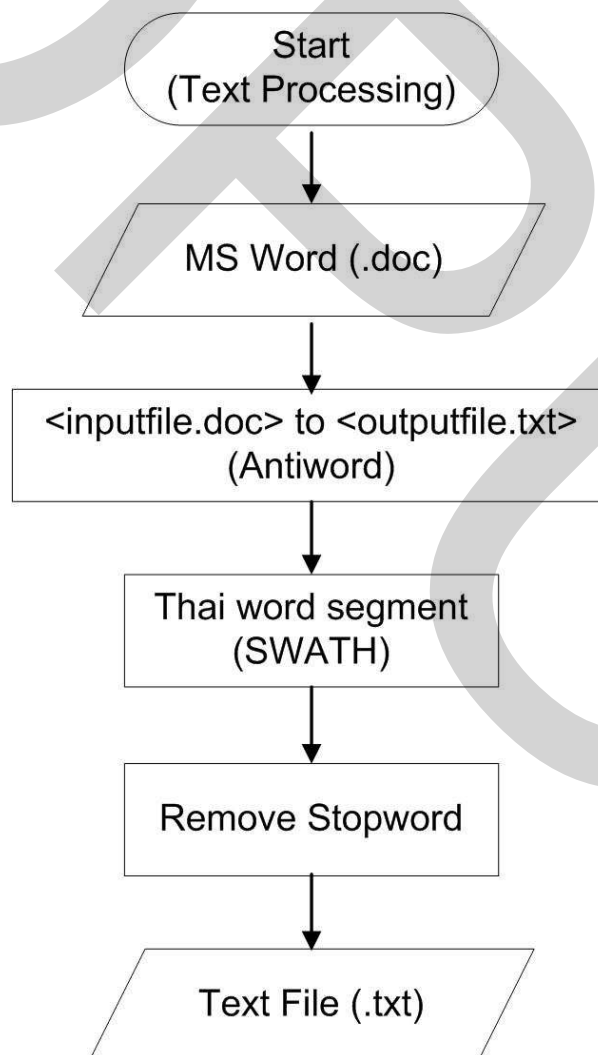 Start
(Text Processing)
MS Word (.doc)
<inputfile.doc> to <outputfile.txt>
(Antiword)
Thai word segment
(SWATH)
Remove Stopword
Text File (.txt)